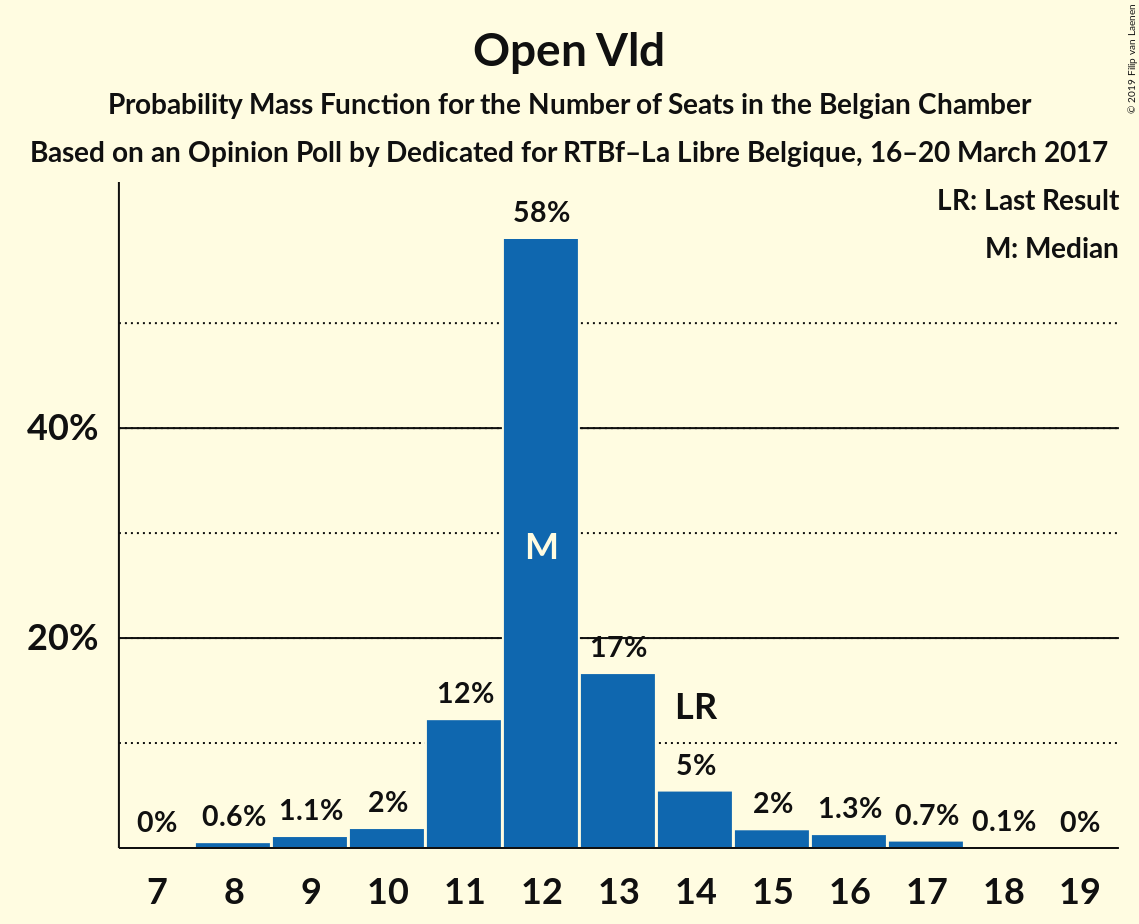 Open Vld
Probability Mass Function for the Number of Seats in the Belgian Chamber
Based on an Opinion Poll by Dedicated for RTBf–La Libre Belgique, 16–20 March 2017
© 2019 Filip van Laenen
LR: Last Result
M: Median
58%
40%
M
20%
17%
12%
LR
5%
0%
0.6%
1.1%
2%
2%
1.3%
0.7%
0.1%
0%
7 8 9 10 11 12 13 14 15 16 17 18 19